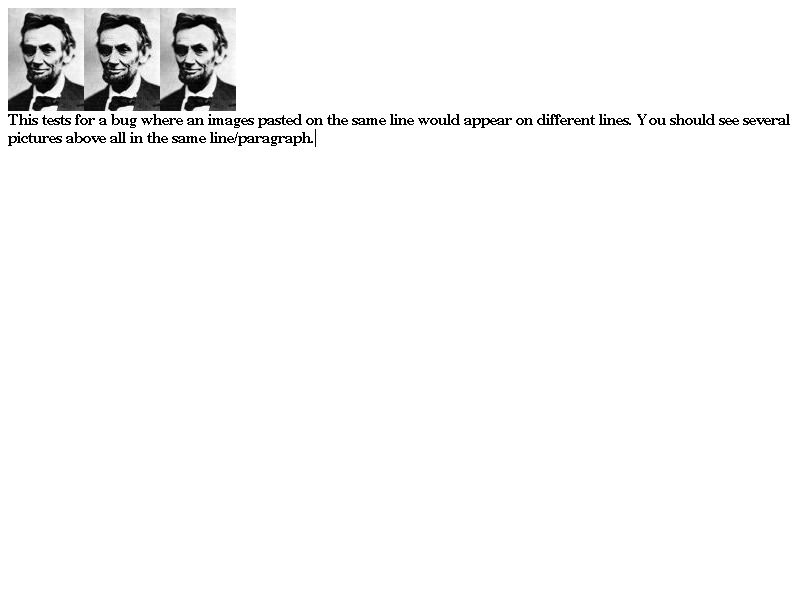 This tests for a bug where an images pasted on the same line would appear on different lines. You should see several
pictures above all in the same line/paragraph.